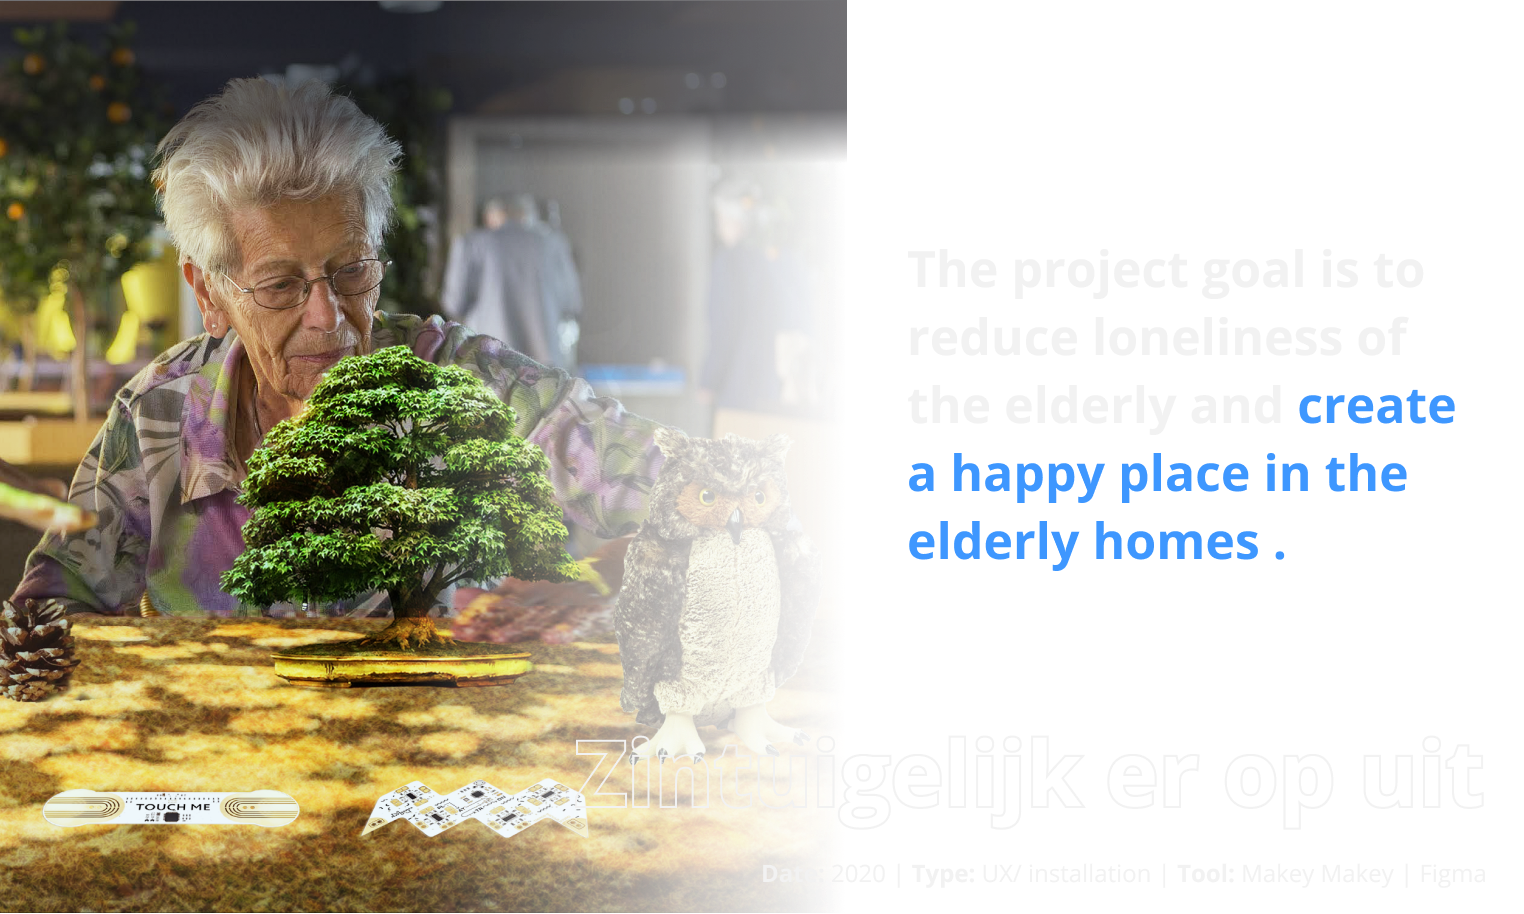 The project goal is to
reduce loneliness of
the elderly and create
a happy place in the
elderly homes .
Zintuigelijk er op uit
TOUCH ME
Date: 2020 | Type: UX/ installation | Tool: Makey Makey | Figma